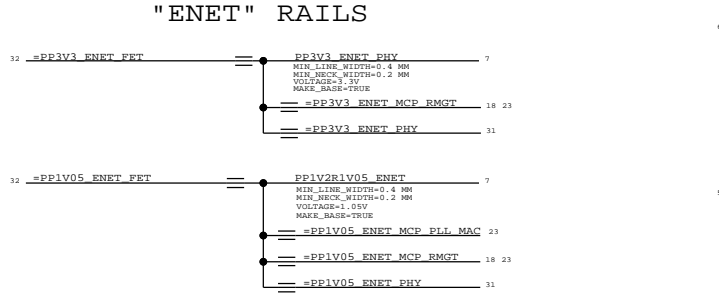 "ENET" RAILS
32 =PP3V3_ENET_FET PP3V3_ENET_PHY 7
MIN_LINE_WIDTH=0.4 MM
MIN_NECK_WIDTH=0.2 MM
VOLTAGE=3.3V
MAKE_BASE=TRUE
=PP3V3_ENET_MCP_RMGT 18 23
=PP3V3_ENET_PHY 31
32 =PP1V05_ENET_FET PP1V2R1V05_ENET 7
MIN_LINE_WIDTH=0.4 MM
MIN_NECK_WIDTH=0.2 MM
VOLTAGE=1.05V
MAKE_BASE=TRUE
=PP1V05_ENET_MCP_PLL_MAC 23
=PP1V05_ENET_MCP_RMGT 18 23
=PP1V05_ENET_PHY 31